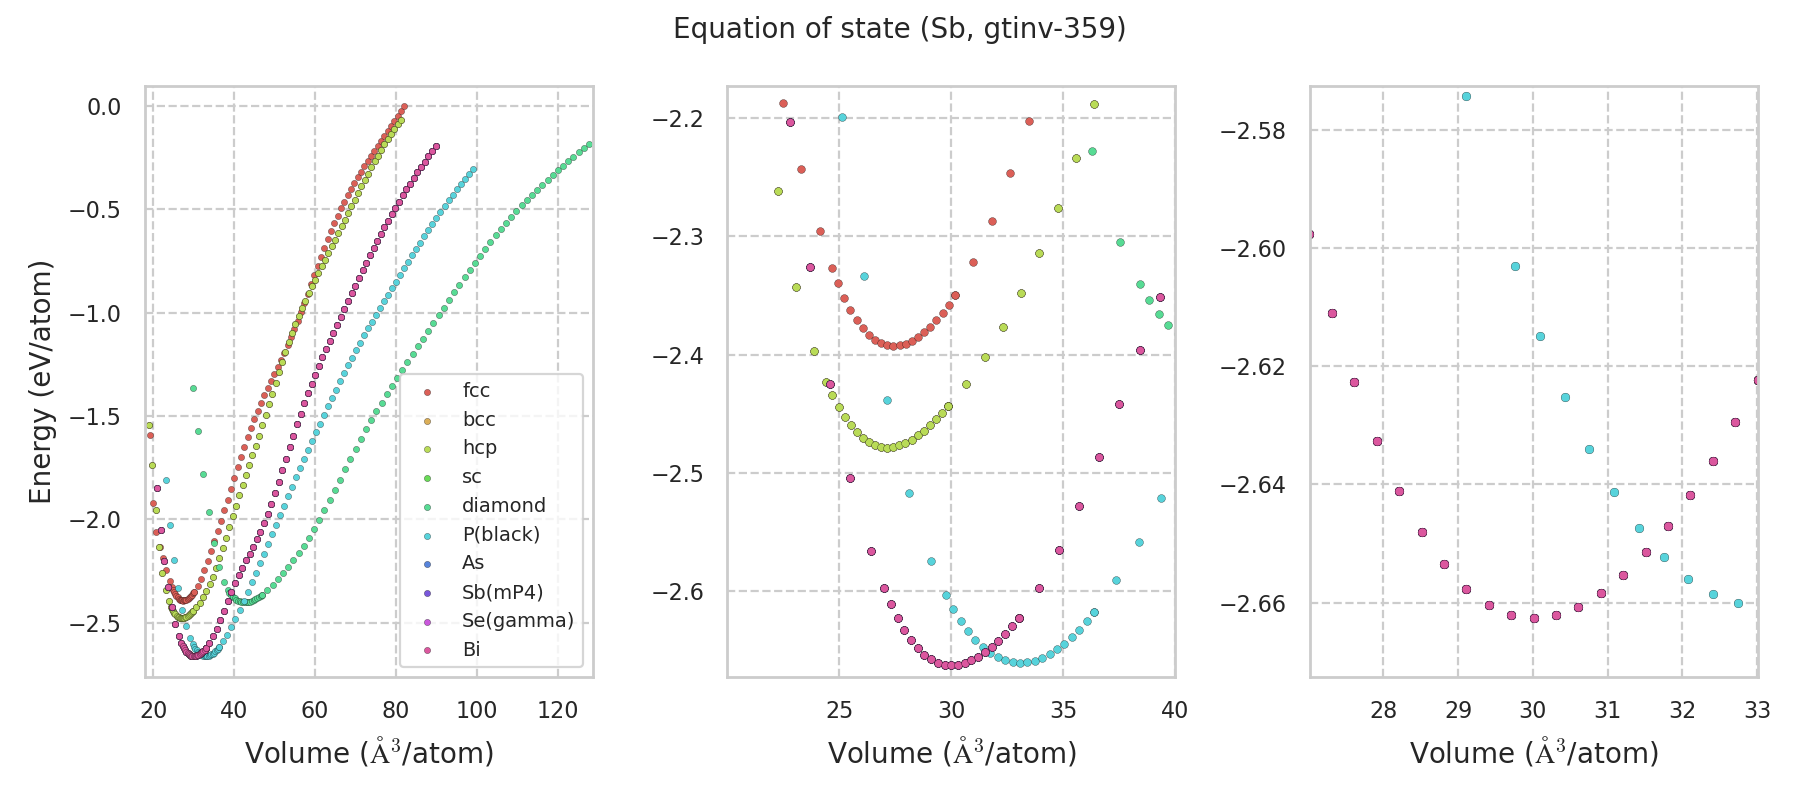 Equation of state (Sb, gtinv-359)
Energy (eV/atom)
0.0
−0.5
−1.0
−1.5
−2.0
−2.5
20 40 60 80 100 120
Volume (Å³/atom)
fcc
bcc
hcp
sc
diamond
P(black)
As
Sb(mP4)
Se(gamma)
Bi
−2.2
−2.3
−2.4
−2.5
−2.6
25 30 35 40
Volume (Å³/atom)
−2.58
−2.60
−2.62
−2.64
−2.66
28 29 30 31 32 33
Volume (Å³/atom)